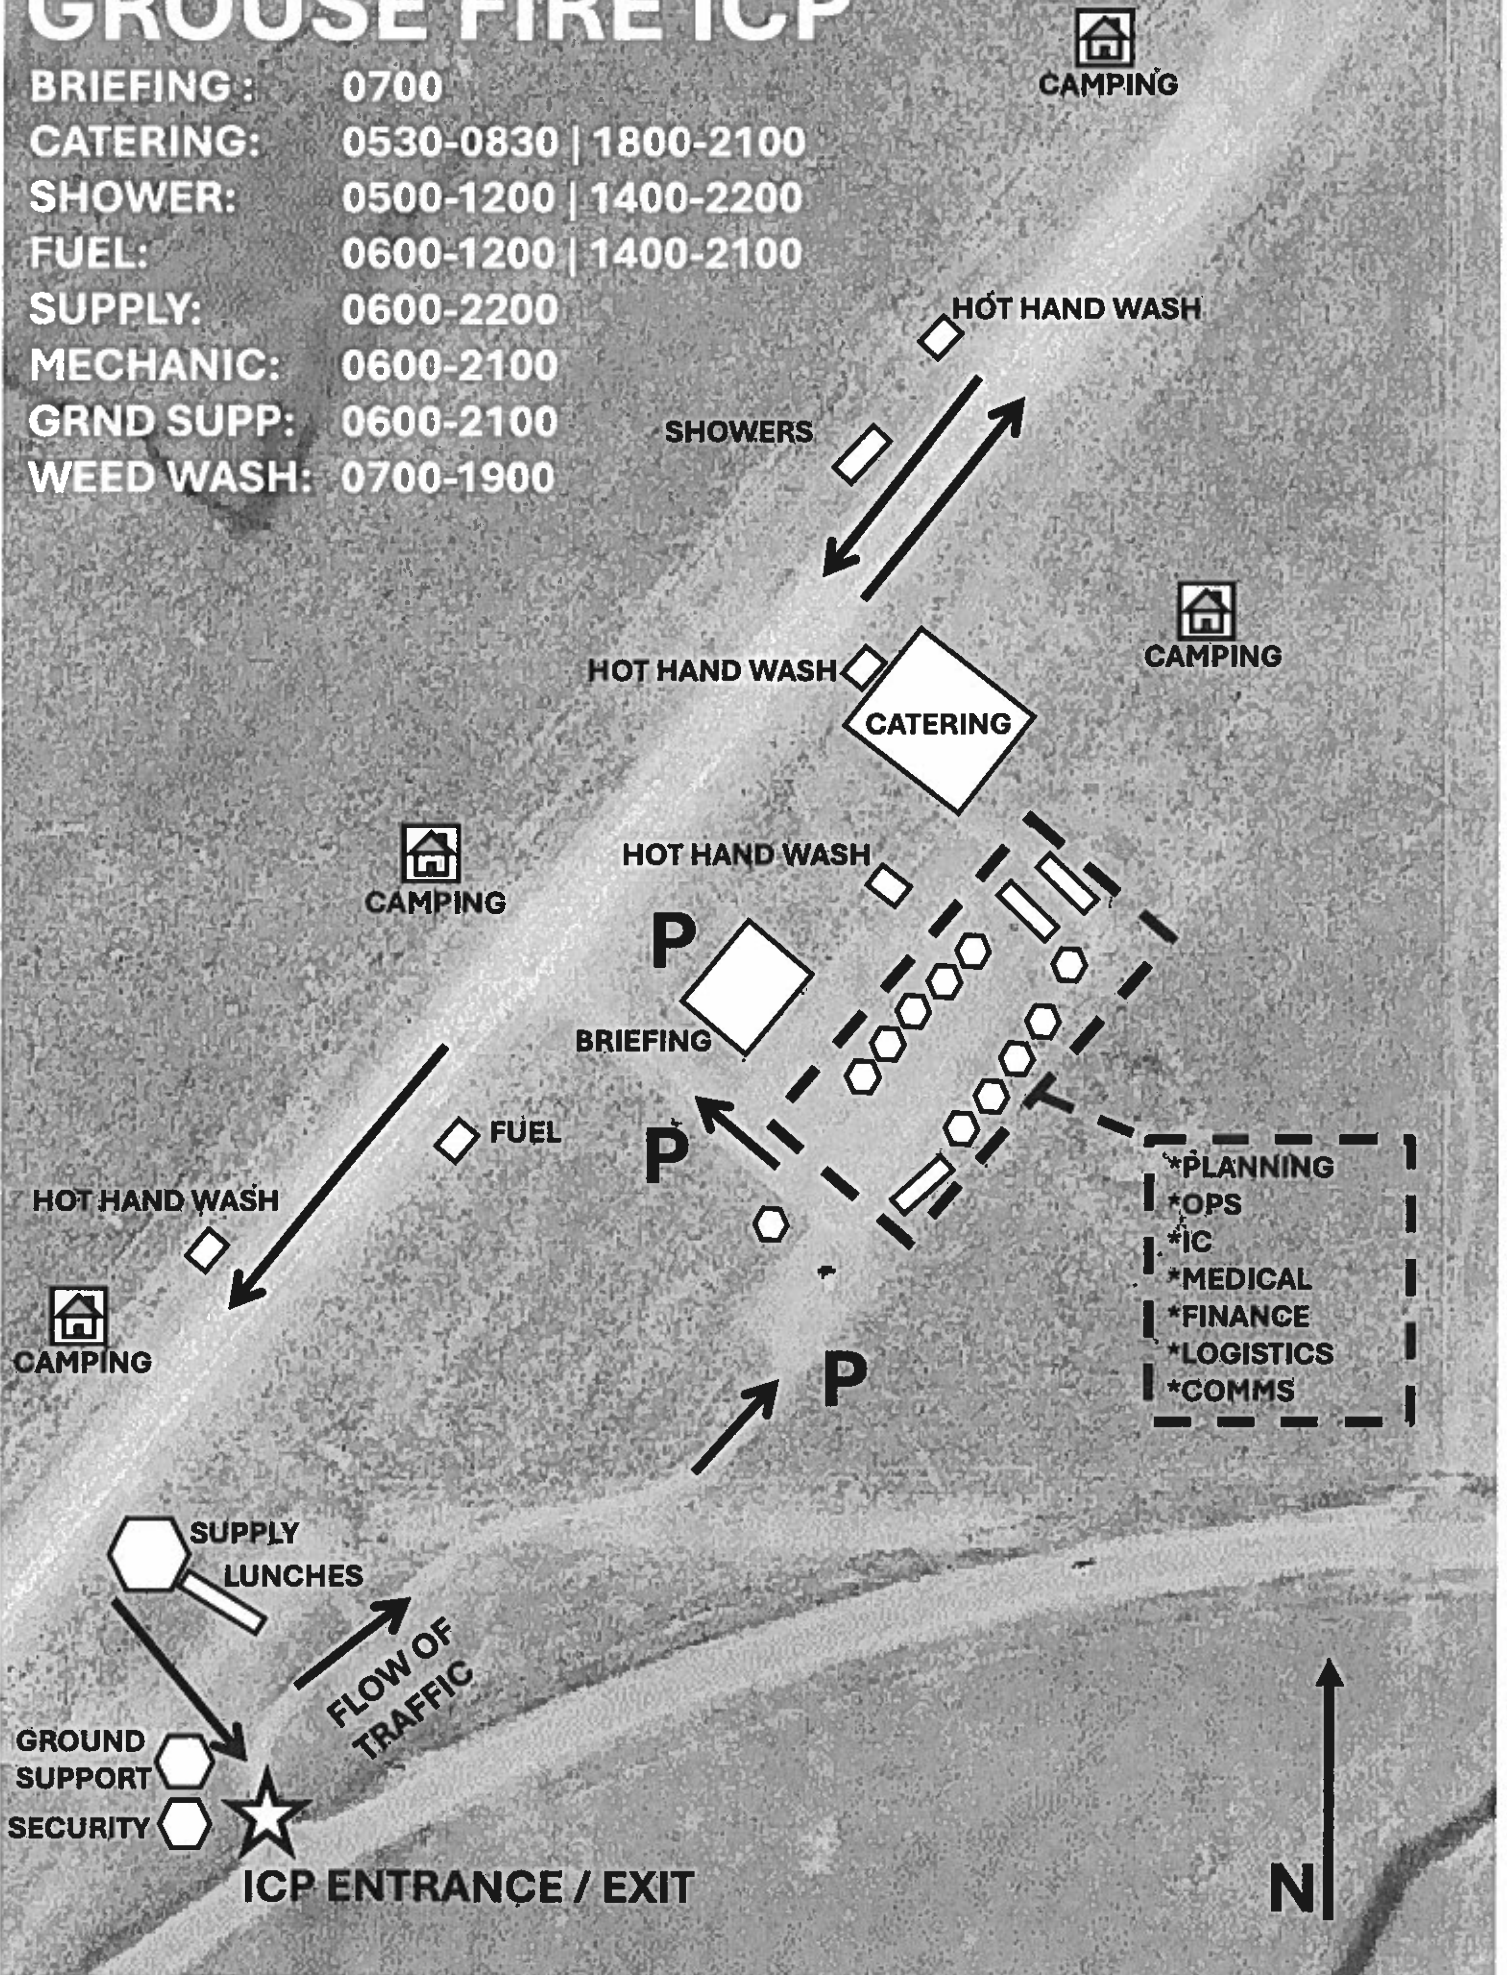 GROUSE FIRE ICP
BRIEFING : 0700
CATERING: 0530-0830 | 1800-2100
SHOWER: 0500-1200 | 1400-2200
FUEL: 0600-1200 | 1400-2100
SUPPLY: 0600-2200
MECHANIC: 0600-2100
GRND SUPP: 0600-2100
WEED WASH: 0700-1900
CAMPING
HOT HAND WASH
SHOWERS
CAMPING
HOT HAND WASH
CATERING
HOT HAND WASH
CAMPING
P
BRIEFING
FUEL
P
HOT HAND WASH
CAMPING
*PLANNING
*OPS
*IC
*MEDICAL
*FINANCE
*LOGISTICS
*COMMS
P
SUPPLY
LUNCHES
FLOW OF
TRAFFIC
GROUND
SUPPORT
SECURITY
ICP ENTRANCE / EXIT
N